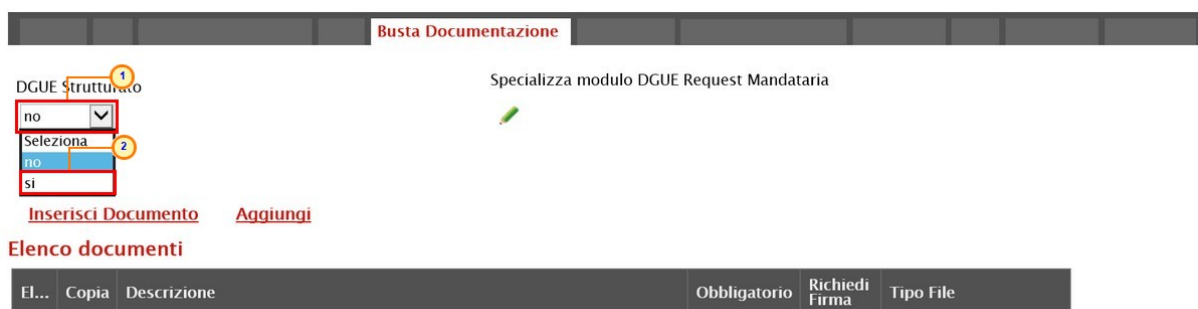 Busta Documentazione
1
DGUE Strutturato
Specializza modulo DGUE Request Mandataria
no
Seleziona
2
no
si
Inserisci Documento Aggiungi
Elenco documenti
El... Copia Descrizione Obbligatorio Richiedi Firma Tipo File